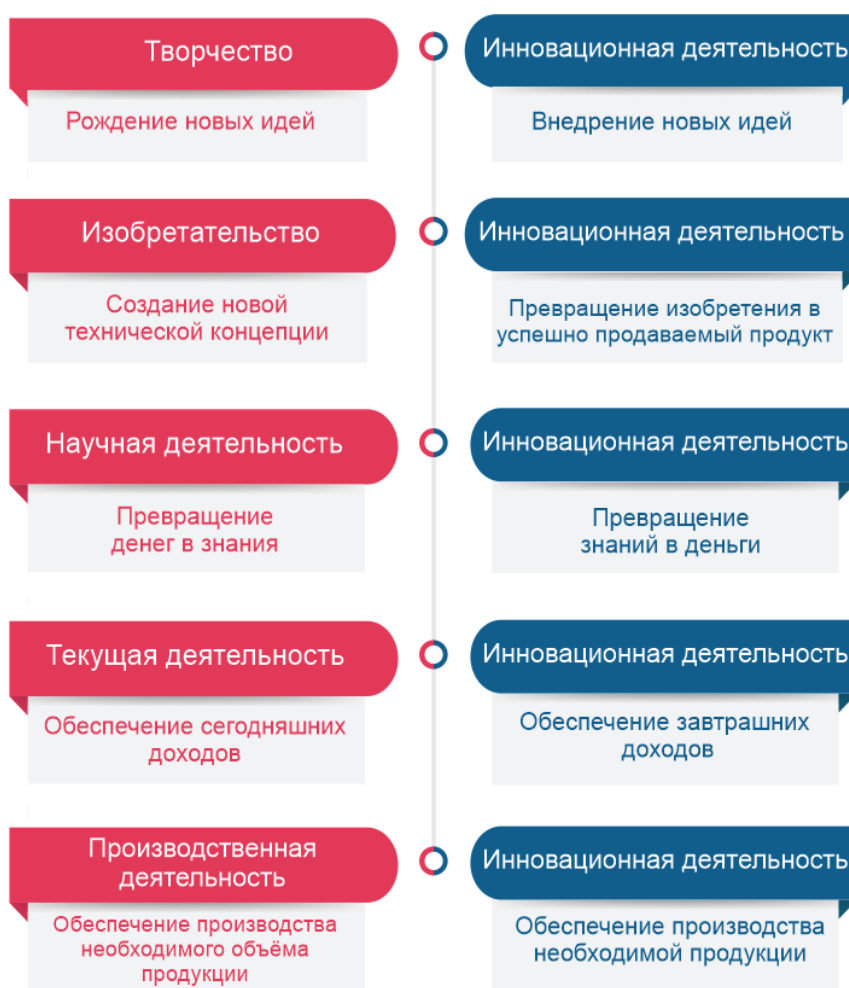 Творчество
Инновационная деятельность
Рождение новых идей
Внедрение новых идей
Изобретательство
Инновационная деятельность
Создание новой
технической концепции
Превращение изобретения в
успешно продаваемый продукт
Научная деятельность
Инновационная деятельность
Превращение
денег в знания
Превращение
знаний в деньги
Текущая деятельность
Инновационная деятельность
Обеспечение сегодняшних
доходов
Обеспечение завтрашних
доходов
Производственная
деятельность
Инновационная деятельность
Обеспечение производства
необходимого объёма
продукции
Обеспечение производства
необходимой продукции